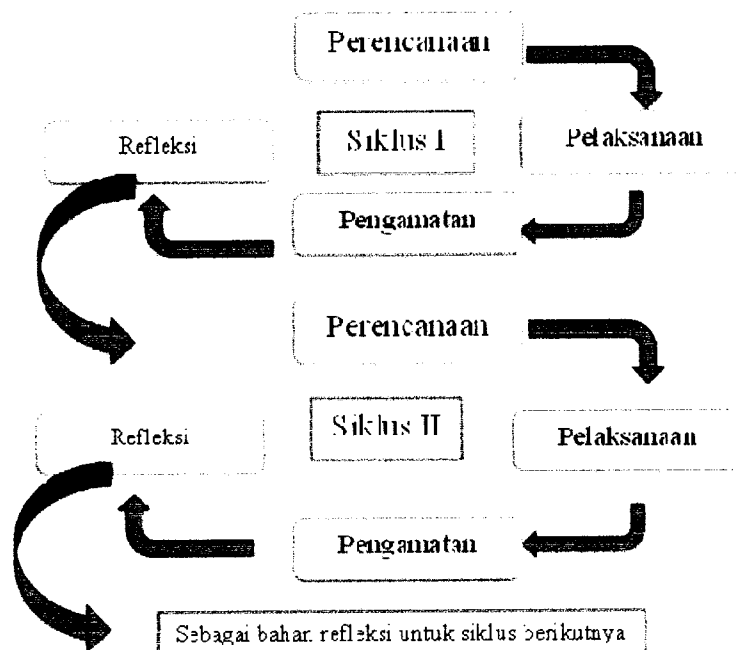 Perencanaan
Refleksi
Siklus I
Pelaksanaan
Pengamatan
Perencanaan
Refleksi
Siklus II
Pelaksanaan
Pengamatan
Sebagai bahan refleksi untuk siklus berikutnya